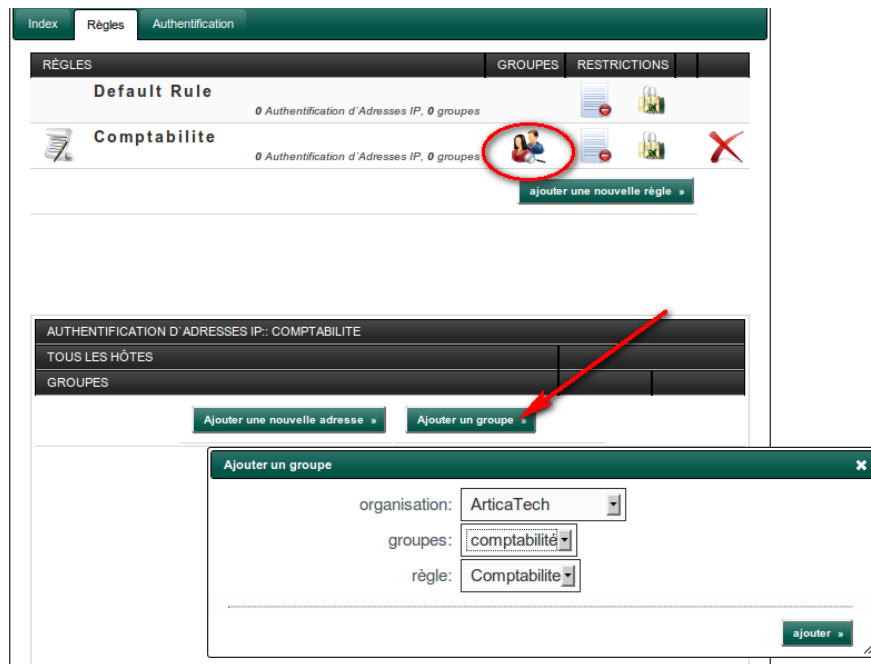 Index Règles Authentification
RÈGLES GROUPES RESTRICTIONS
Default Rule
0 Authentification d`Adresses IP, 0 groupes
Comptabilite
0 Authentification d`Adresses IP, 0 groupes
ajouter une nouvelle règle »
AUTHENTIFICATION D`ADRESSES IP:: COMPTABILITE
TOUS LES HÔTES
GROUPES
Ajouter une nouvelle adresse » Ajouter un groupe »
Ajouter un groupe
organisation: ArticaTech
groupes: comptabilité
règle: Comptabilite
ajouter »